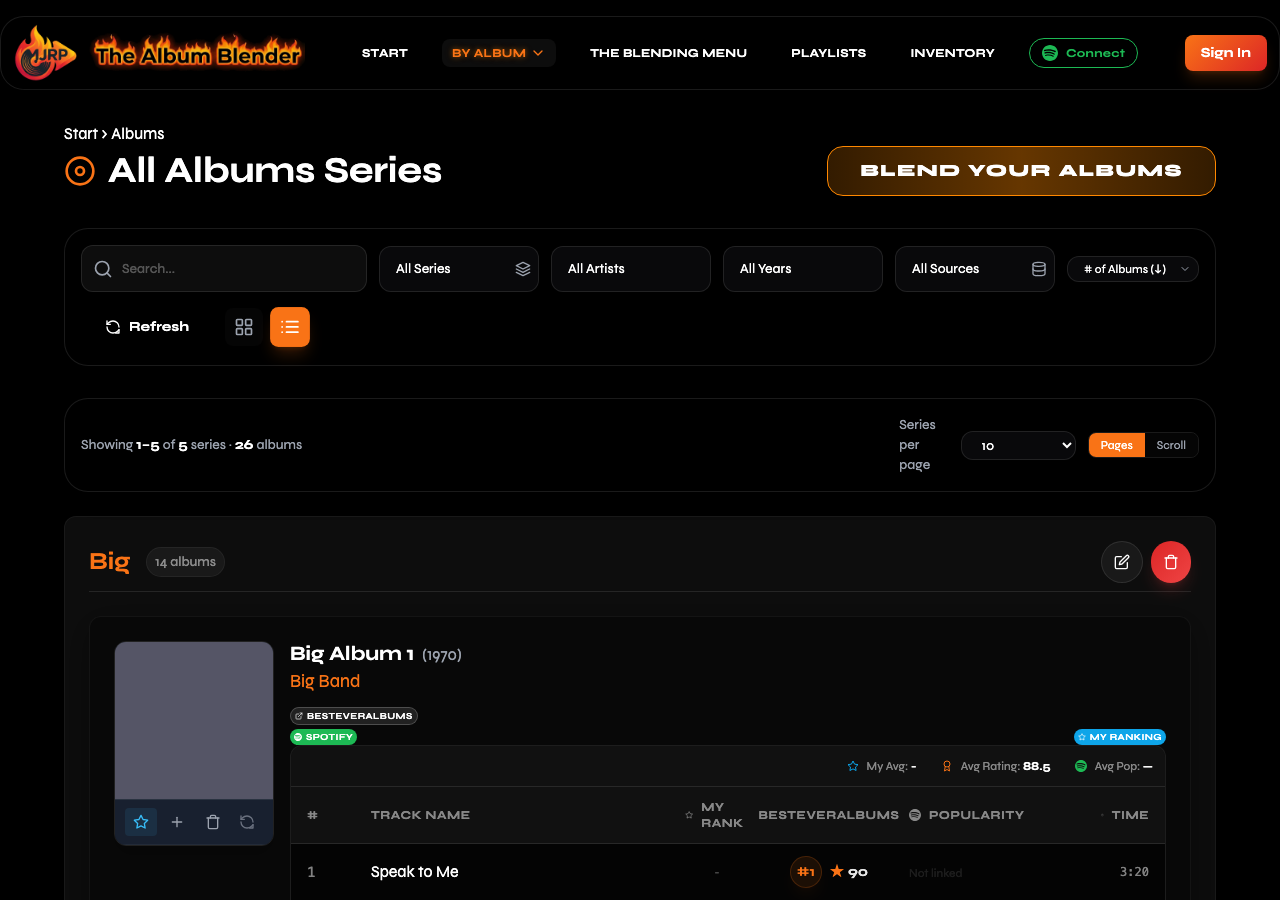 JRP The Album Blender START BY ALBUM THE BLENDING MENU PLAYLISTS INVENTORY Connect Sign In
Start › Albums
All Albums Series BLEND YOUR ALBUMS
Search... All Series All Artists All Years All Sources # of Albums (↓)
Refresh
Showing 1–5 of 5 series · 26 albums Series per page 10 Pages Scroll
Big 14 albums
Big Album 1 (1970)
Big Band
BESTEVERALBUMS
SPOTIFY MY RANKING
My Avg: - Avg Rating: 88.5 Avg Pop: —
# TRACK NAME MY RANK BESTEVERALBUMS POPULARITY TIME
1 Speak to Me - #1 90 Not linked 3:20